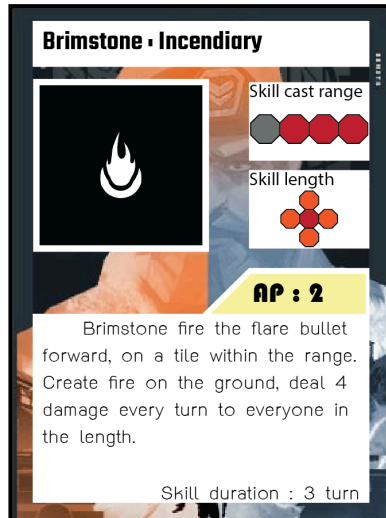 Brimstone : Incendiary
Skill cast range
Skill length
AP : 2
Brimstone fire the flare bullet
forward, on a tile within the range.
Create fire on the ground, deal 4
damage every turn to everyone in
the length.
Skill duration : 3 turn